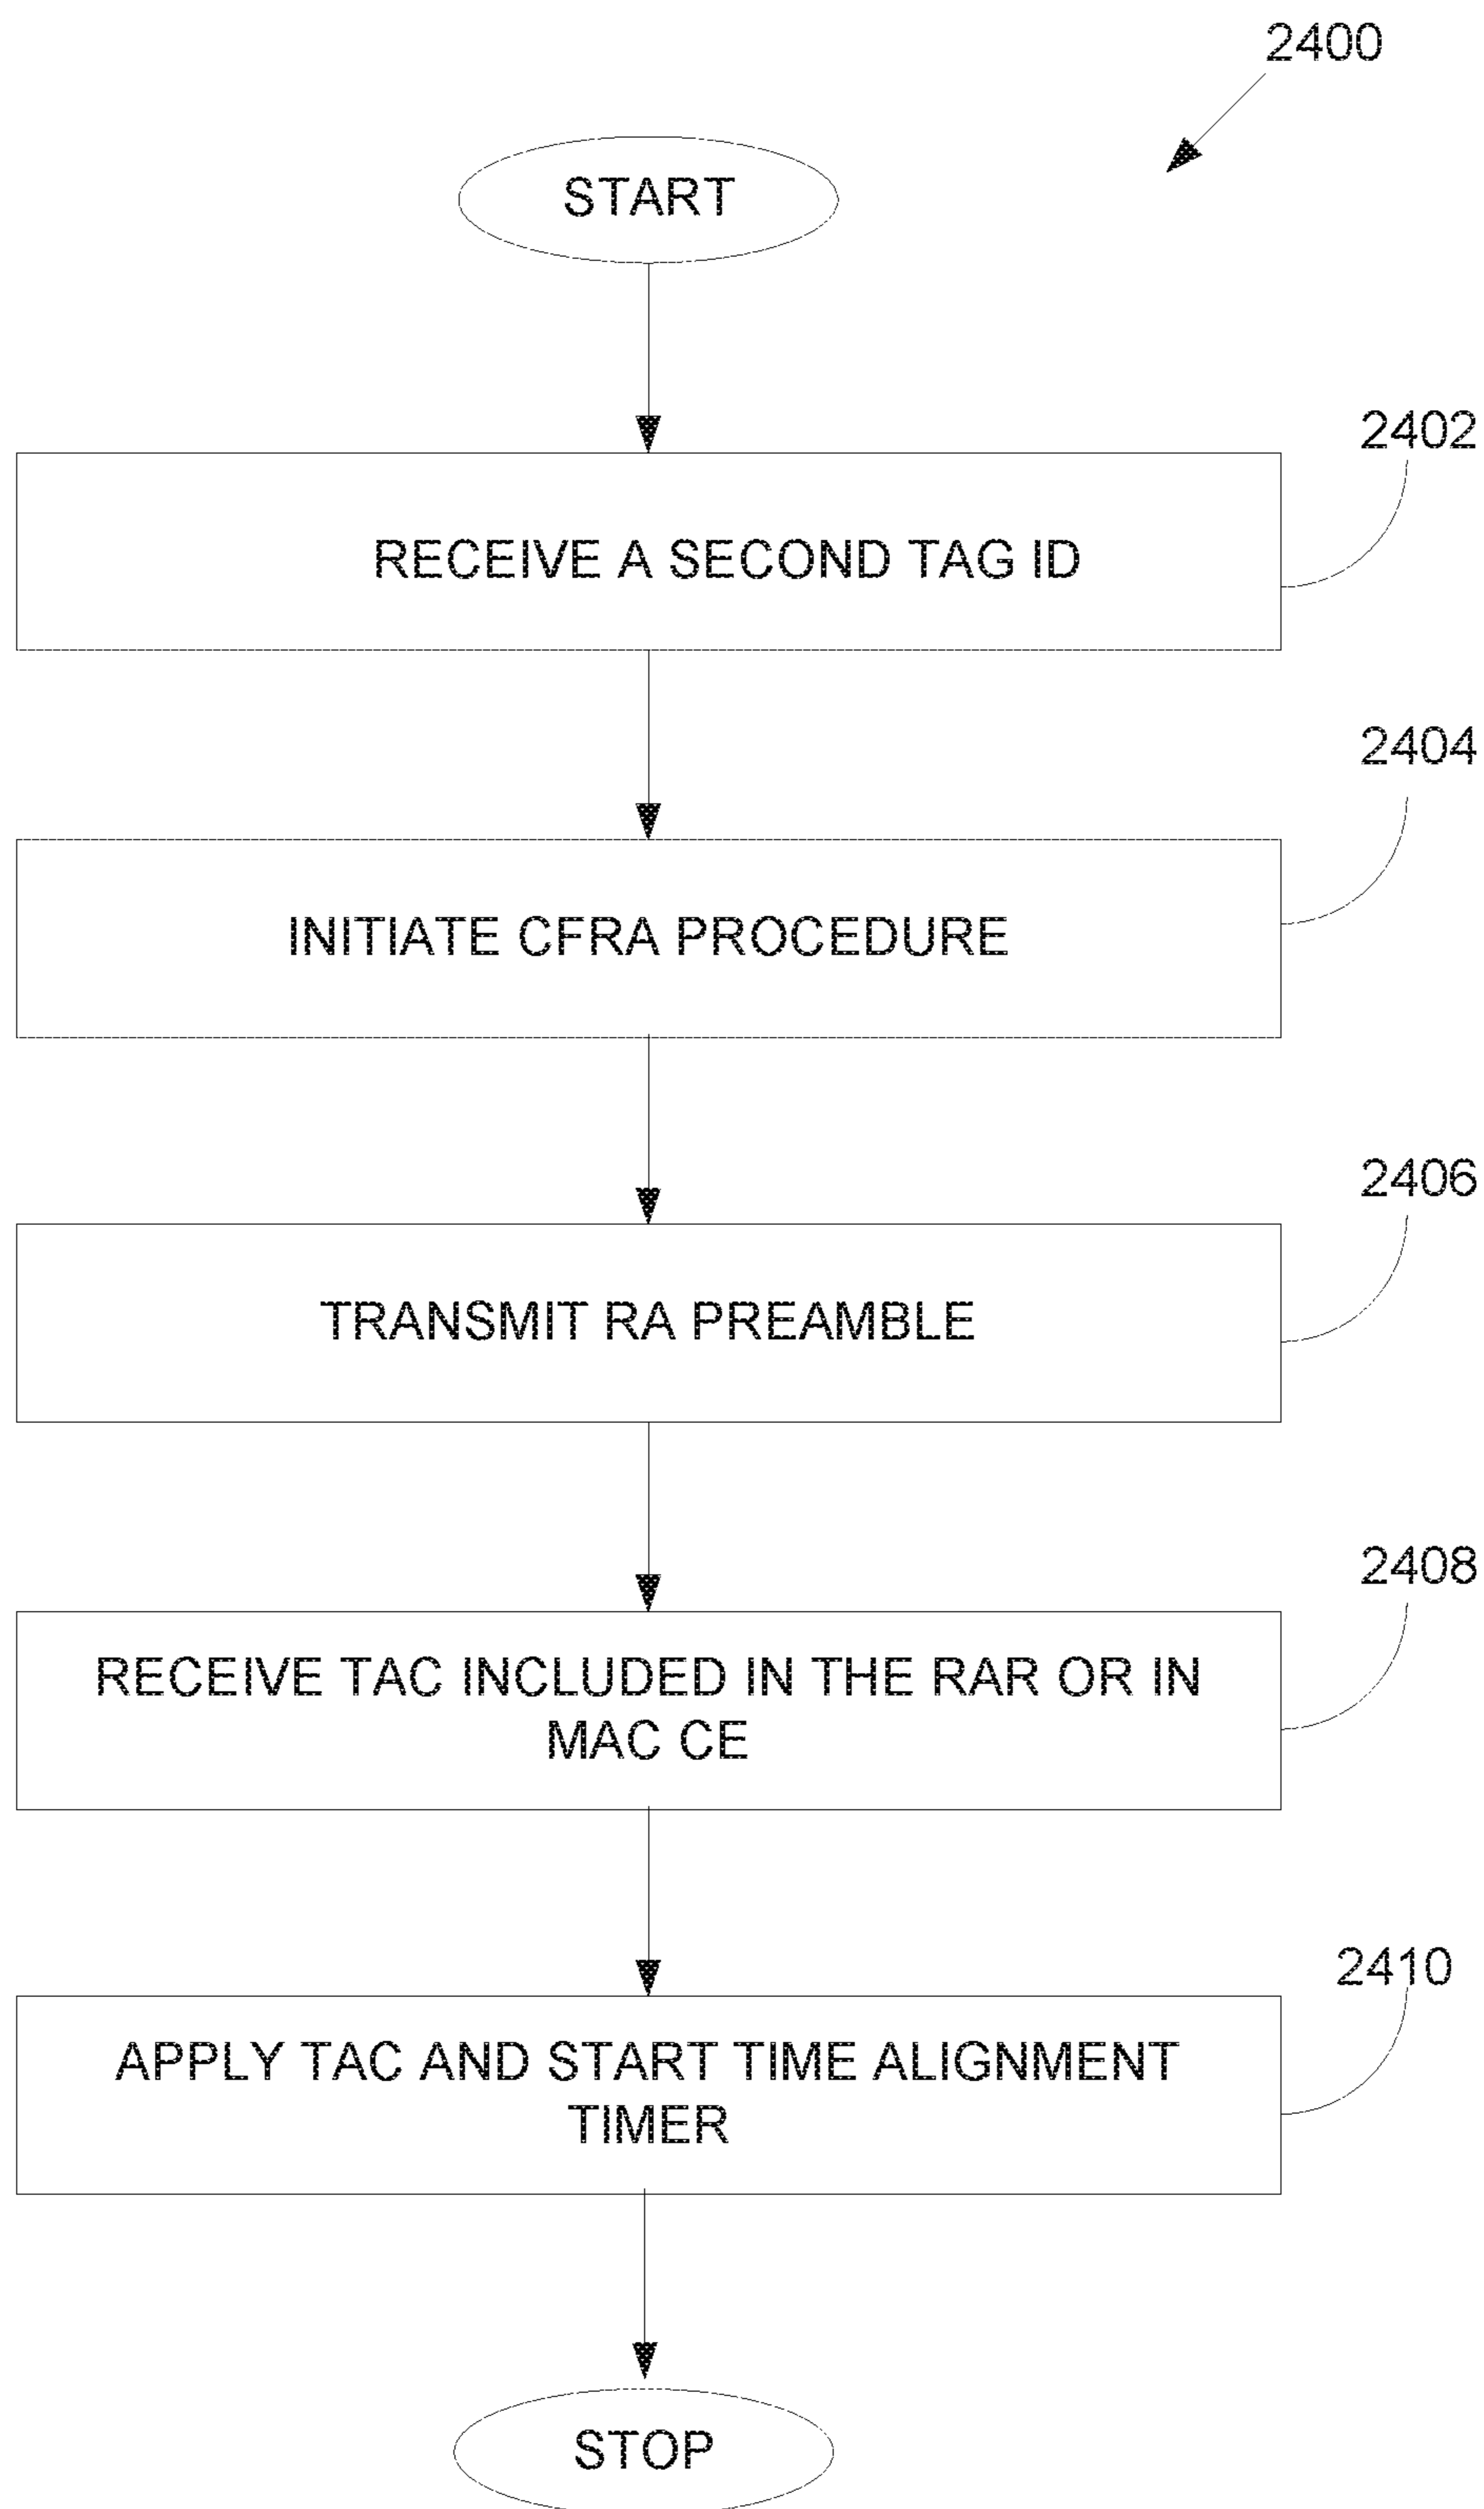 2400
START
2402
RECEIVE A SECOND TAG ID
2404
INITIATE CFRA PROCEDURE
2406
TRANSMIT RA PREAMBLE
2408
RECEIVE TAC INCLUDED IN THE RAR OR IN
MAC CE
2410
APPLY TAC AND START TIME ALIGNMENT
TIMER
STOP